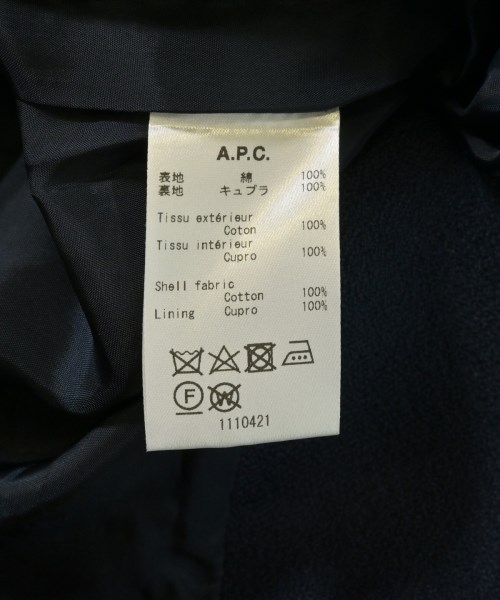 A.P.C.
表地 綿 100%
裏地 キュプラ 100%
Tissu extérieur
Coton 100%
Tissu intérieur
Cupro 100%
Shell fabric
Cotton 100%
Lining Cupro 100%
F W
1110421